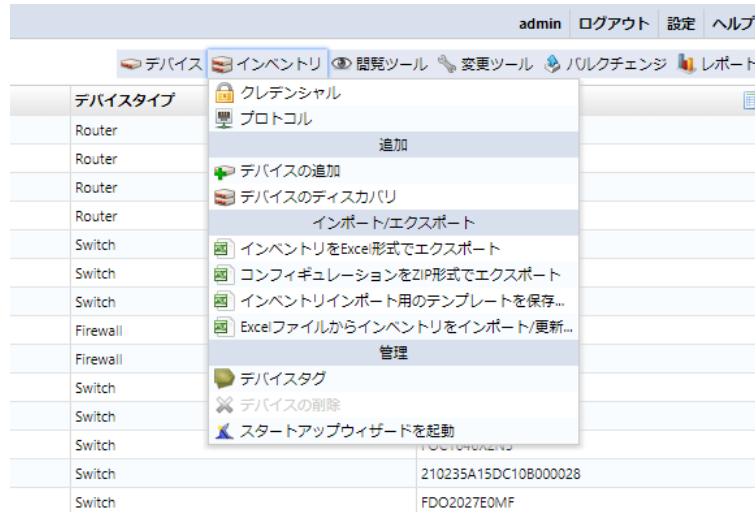 admin ログアウト 設定 ヘルプ
デバイス インベントリ 閲覧ツール 変更ツール バルクチェンジ レポート
デバイスタイプ
クレデンシャル
Router
プロトコル
追加
Router
デバイスの追加
Router
デバイスのディスカバリ
Router
インポート/エクスポート
Switch
インベントリをExcel形式でエクスポート
Switch
コンフィギュレーションをZIP形式でエクスポート
Switch
インベントリインポート用のテンプレートを保存...
Firewall
Excelファイルからインベントリをインポート/更新...
Firewall
管理
Switch
デバイスタグ
Switch
デバイスの削除
Switch
スタートアップウィザードを起動
Switch 210235A15DC10B000028
Switch FDO2027E0MF